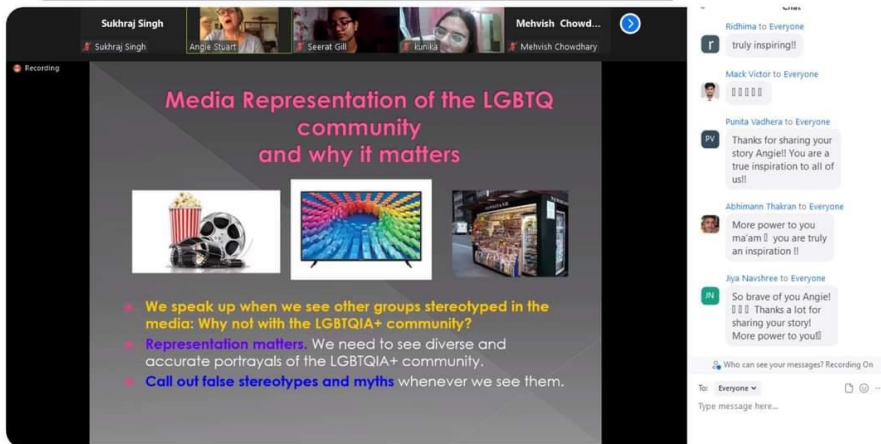 Sukhraj Singh
Sukhraj Singh
Angie Stuart
Seerat Gill
kunika
Mehvish Chowd...
Mehvish Chowdhary
Recording
Media Representation of the LGBTQ
community
and why it matters
We speak up when we see other groups stereotyped in the
media: Why not with the LGBTQIA+ community?
Representation matters. We need to see diverse and
accurate portrayals of the LGBTQIA+ community.
Call out false stereotypes and myths whenever we see them.
Chat
Ridhima to Everyone
r
truly inspiring!!
Mack Victor to Everyone
Punita Vadhera to Everyone
PV
Thanks for sharing your
story Angie!! You are a
true inspiration to all of
us!!
Abhimann Thakran to Everyone
More power to you
ma'am you are truly
an inspiration !!
Jiya Navshree to Everyone
JN
So brave of you Angie!
Thanks a lot for
sharing your story!
More power to you!
Who can see your messages? Recording On
To: Everyone
Type message here...